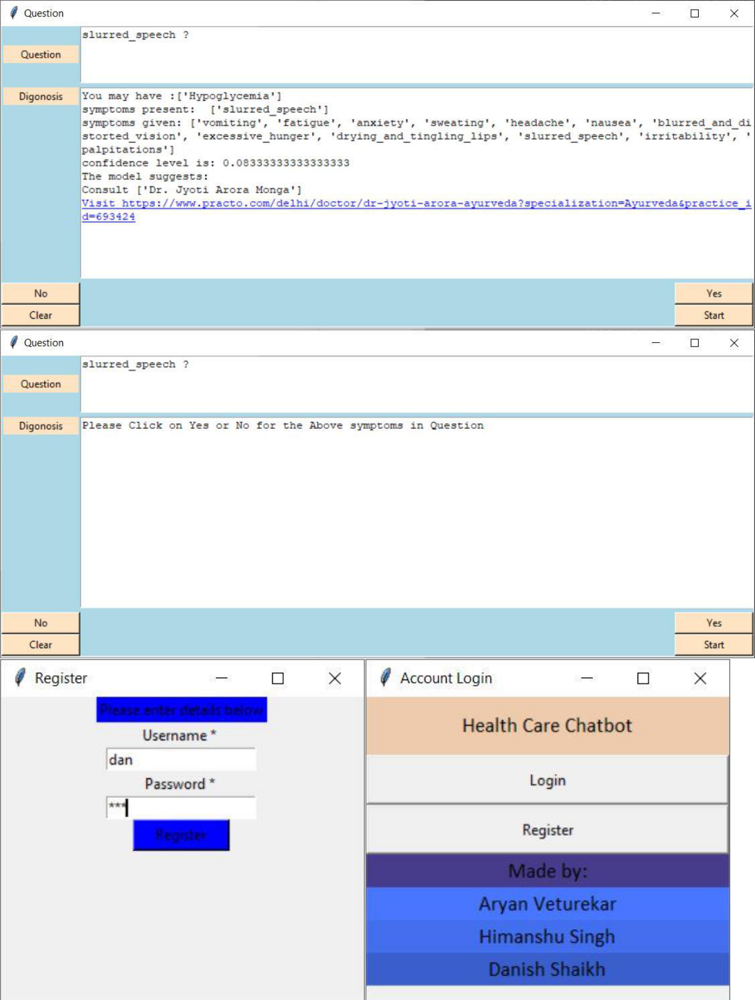 Question
slurred_speech ?
Question
Digonosis
You may have :['Hypoglycemia']
symptoms present:  ['slurred_speech']
symptoms given: ['vomiting', 'fatigue', 'anxiety', 'sweating', 'headache', 'nausea', 'blurred_and_di
storted_vision', 'excessive_hunger', 'drying_and_tingling_lips', 'slurred_speech', 'irritability', '
palpitations']
confidence level is: 0.08333333333333333
The model suggests:
Consult ['Dr. Jyoti Arora Monga']
Visit https://www.practo.com/delhi/doctor/dr-jyoti-arora-ayurveda?specialization=Ayurveda&practice_i
d=693424
No
Yes
Clear
Start
Question
slurred_speech ?
Question
Digonosis
Please Click on Yes or No for the Above symptoms in Question
No
Yes
Clear
Start
Register
Please enter details below
Username *
dan
Password *
***
Register
Account Login
Health Care Chatbot
Login
Register
Made by:
Aryan Veturekar
Himanshu Singh
Danish Shaikh